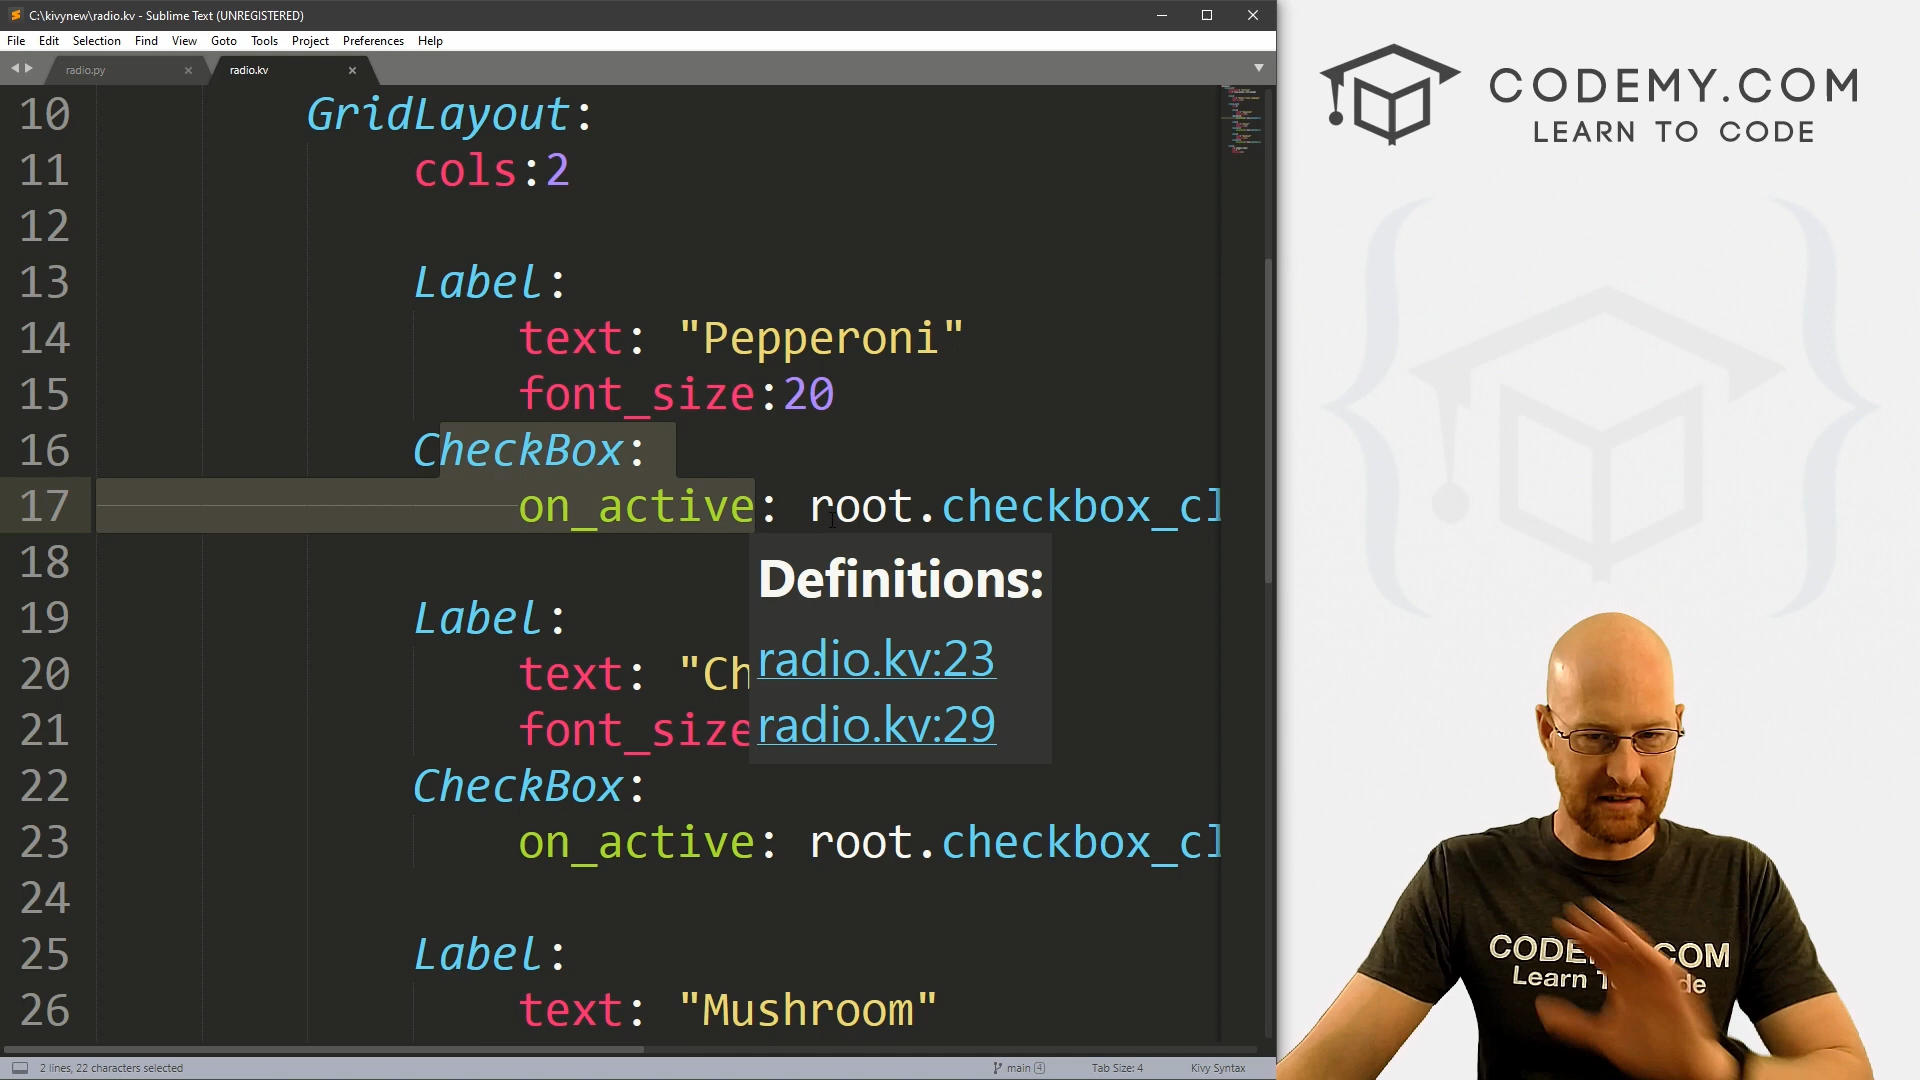 C:\kivynew\radio.kv - Sublime Text (UNREGISTERED)
File Edit Selection Find View Goto Tools Project Preferences Help
radio.py
radio.kv
10 GridLayout:
11 cols:2
12
13 Label:
14 text: "Pepperoni"
15 font_size:20
16 CheckBox:
17 on_active: root.checkbox_cl
18
19 Label:
20 text: "Ch
21 font_size
22 CheckBox:
23 on_active: root.checkbox_cl
24
25 Label:
26 text: "Mushroom"
Definitions:
radio.kv:23
radio.kv:29
2 lines, 22 characters selected
main 4
Tab Size: 4
Kivy Syntax
CODEMY.COM
LEARN TO CODE
Learn